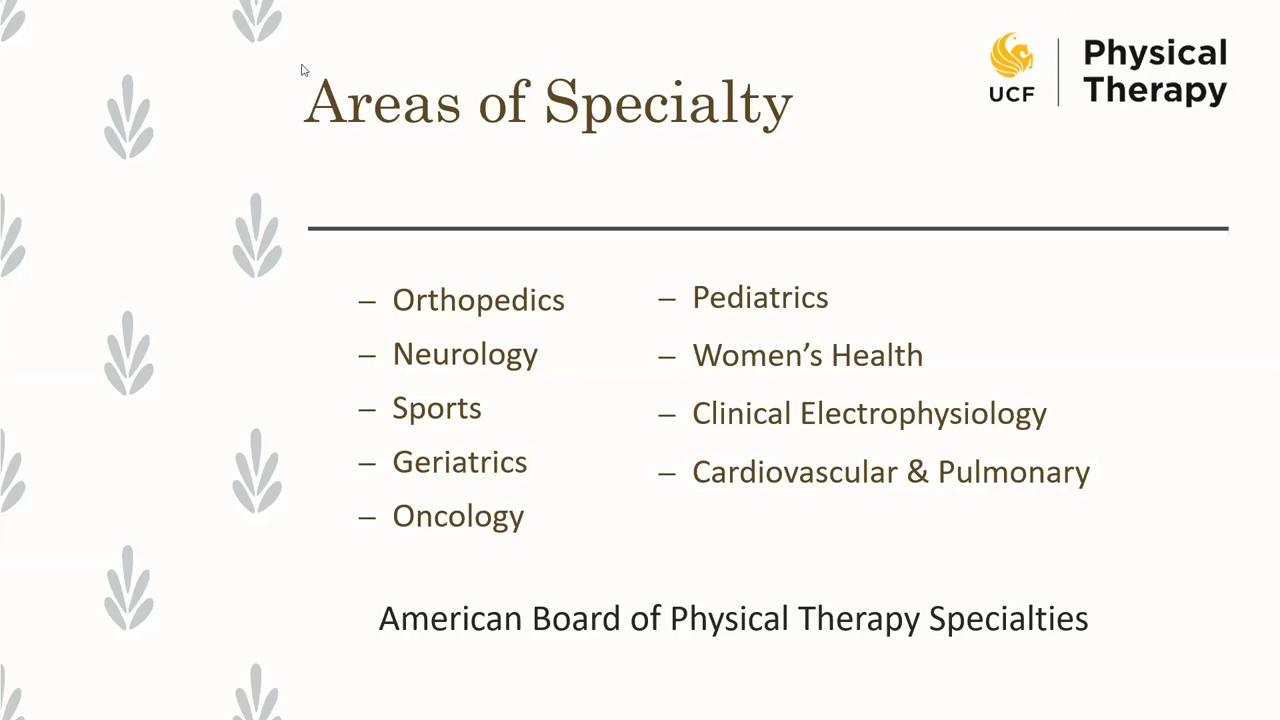 Areas of Specialty
UCF
Physical
Therapy
– Orthopedics
– Neurology
– Sports
– Geriatrics
– Oncology
– Pediatrics
– Women’s Health
– Clinical Electrophysiology
– Cardiovascular & Pulmonary
American Board of Physical Therapy Specialties